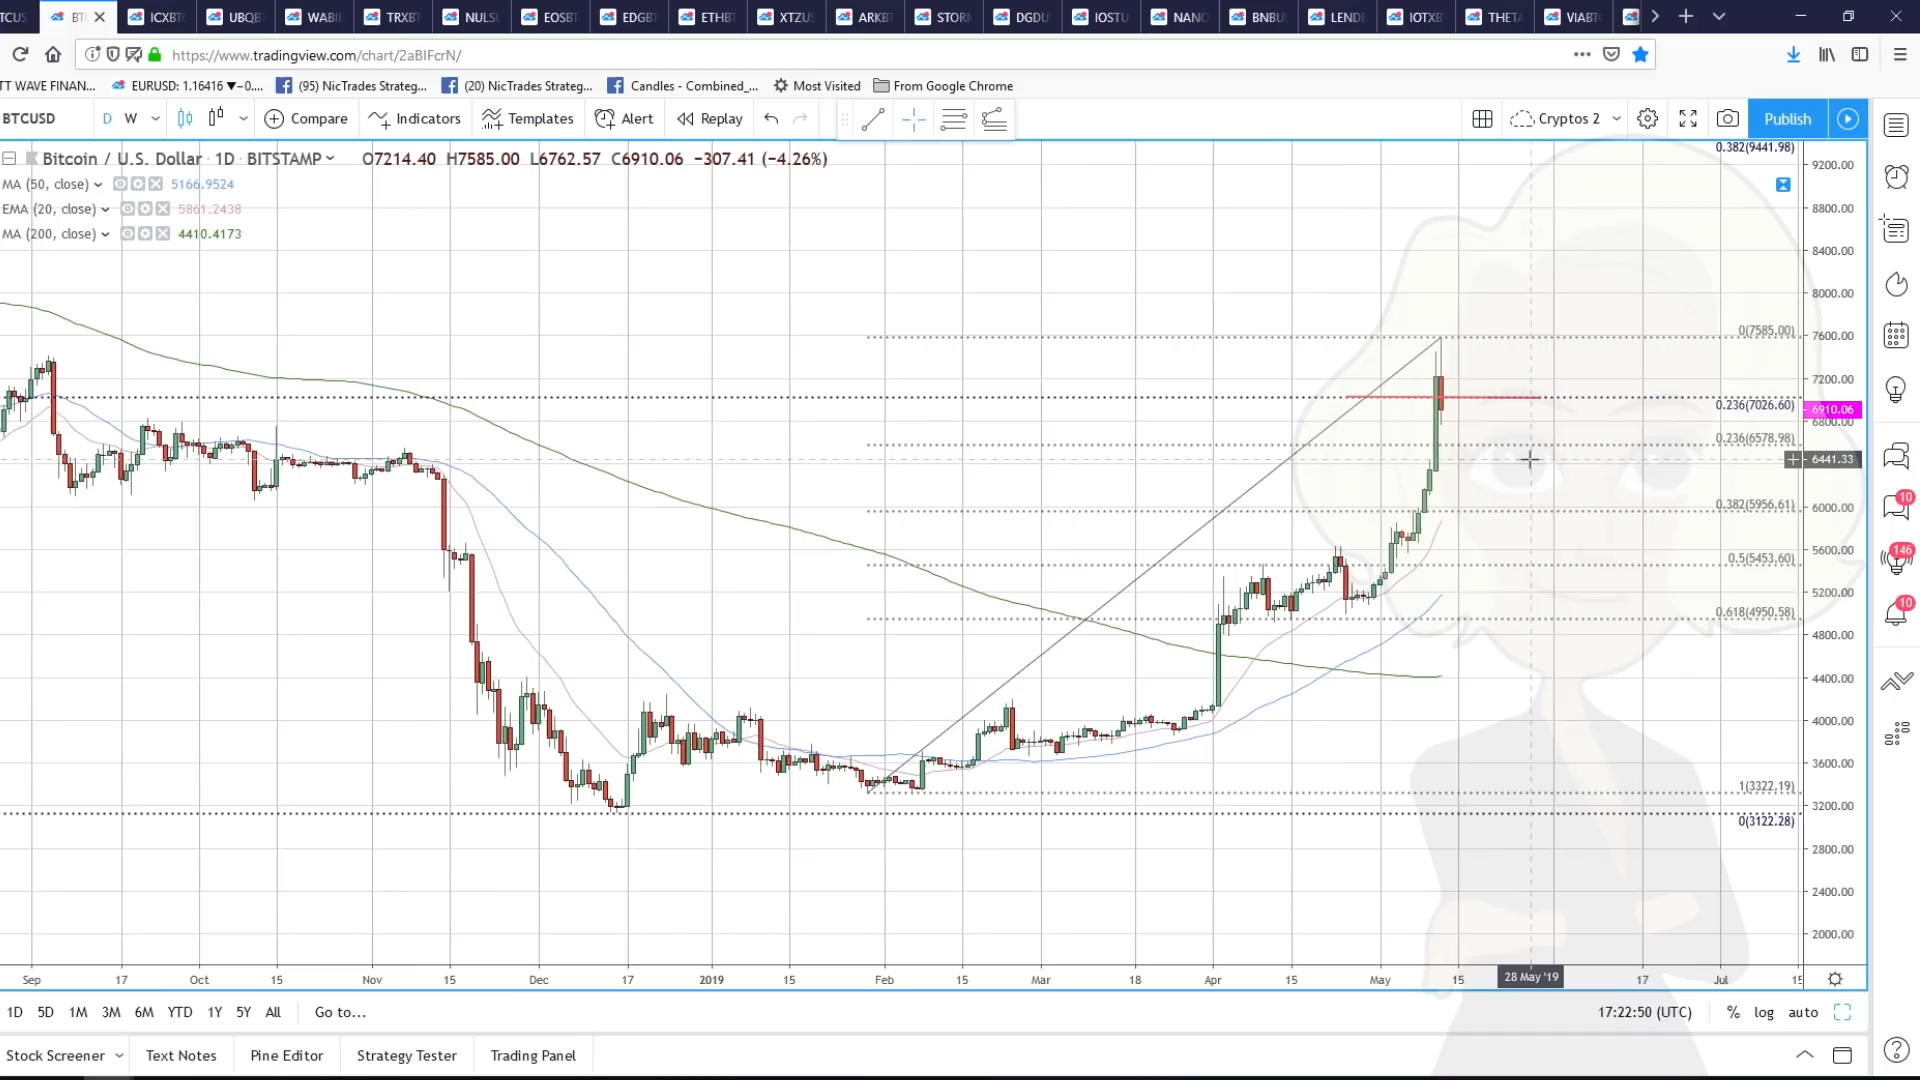 TCUS BT ICXBT UBQB WABI TRXBT NULS EOSBT EDGBT ETHBT XTZUS ARKBT STORM DGDU IOSTU NANO BNBU LEND IOTXB THETA VIABT
https://www.tradingview.com/chart/2aBIFcrN/
TT WAVE FINAN... EURUSD: 1.16416 ▼−0.... (95) NicTrades Strateg... (20) NicTrades Strateg... Candles - Combined_... Most Visited From Google Chrome
BTCUSD D W Compare Indicators Templates Alert Replay Cryptos 2 Publish
Bitcoin / U.S. Dollar 1D BITSTAMP O7214.40 H7585.00 L6762.57 C6910.06 −307.41 (−4.26%)
MA (50, close) 5166.9524
EMA (20, close) 5861.2438
MA (200, close) 4410.4173
0.382(9441.98)
9200.00
8800.00
8400.00
8000.00
0(7585.00)
7600.00
7200.00
0.236(7026.60)
6910.06
6800.00
0.236(6578.98)
6441.33
0.382(5956.61)
6000.00
0.5(5453.60)
5600.00
5200.00
0.618(4950.58)
4800.00
4400.00
4000.00
3600.00
1(3322.19)
3200.00
0(3122.28)
2800.00
2400.00
2000.00
10
146
10
Sep 17 Oct 15 Nov 15 Dec 17 2019 15 Feb 15 Mar 18 Apr 15 May 15 28 May '19 17 Jul 15
1D 5D 1M 3M 6M YTD 1Y 5Y All Go to... 17:22:50 (UTC) % log auto
Stock Screener Text Notes Pine Editor Strategy Tester Trading Panel